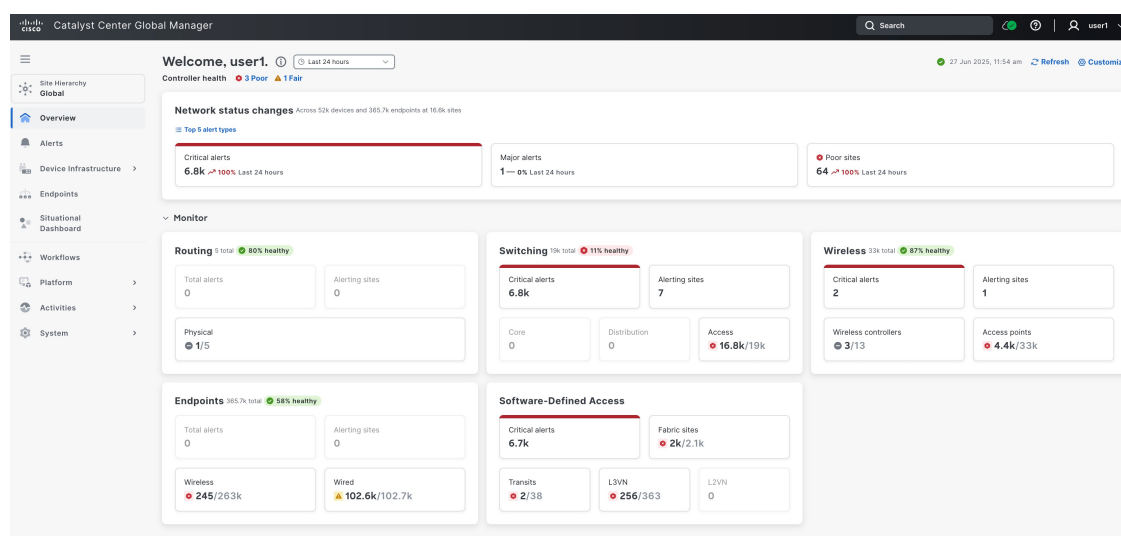 CISCO Catalyst Center Global Manager
Search
user1
Welcome, user1.
Last 24 hours
27 Jun 2025, 11:54 am
Refresh
Customiz
Controller health 3 Poor 1 Fair
Site Hierarchy
Global
Overview
Alerts
Device Infrastructure
Endpoints
Situational
Dashboard
Workflows
Platform
Activities
System
Network status changes Across 52k devices and 365.7k endpoints at 16.6k sites
Top 5 alert types
Critical alerts
6.8k 100% Last 24 hours
Major alerts
1 — 0% Last 24 hours
Poor sites
64 100% Last 24 hours
Monitor
Routing 5 total 80% healthy
Total alerts
0
Alerting sites
0
Physical
1/5
Switching 19k total 11% healthy
Critical alerts
6.8k
Alerting sites
7
Core
0
Distribution
0
Access
16.8k/19k
Wireless 33k total 87% healthy
Critical alerts
2
Alerting sites
1
Wireless controllers
3/13
Access points
4.4k/33k
Endpoints 365.7k total 58% healthy
Total alerts
0
Alerting sites
0
Wireless
245/263k
Wired
102.6k/102.7k
Software-Defined Access
Critical alerts
6.7k
Fabric sites
2k/2.1k
Transits
2/38
L3VN
256/363
L2VN
0